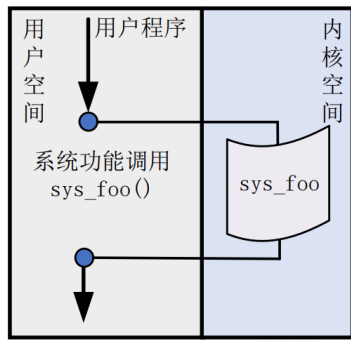 用户空间
用户程序
内核空间
系统功能调用
sys_foo()
sys_foo